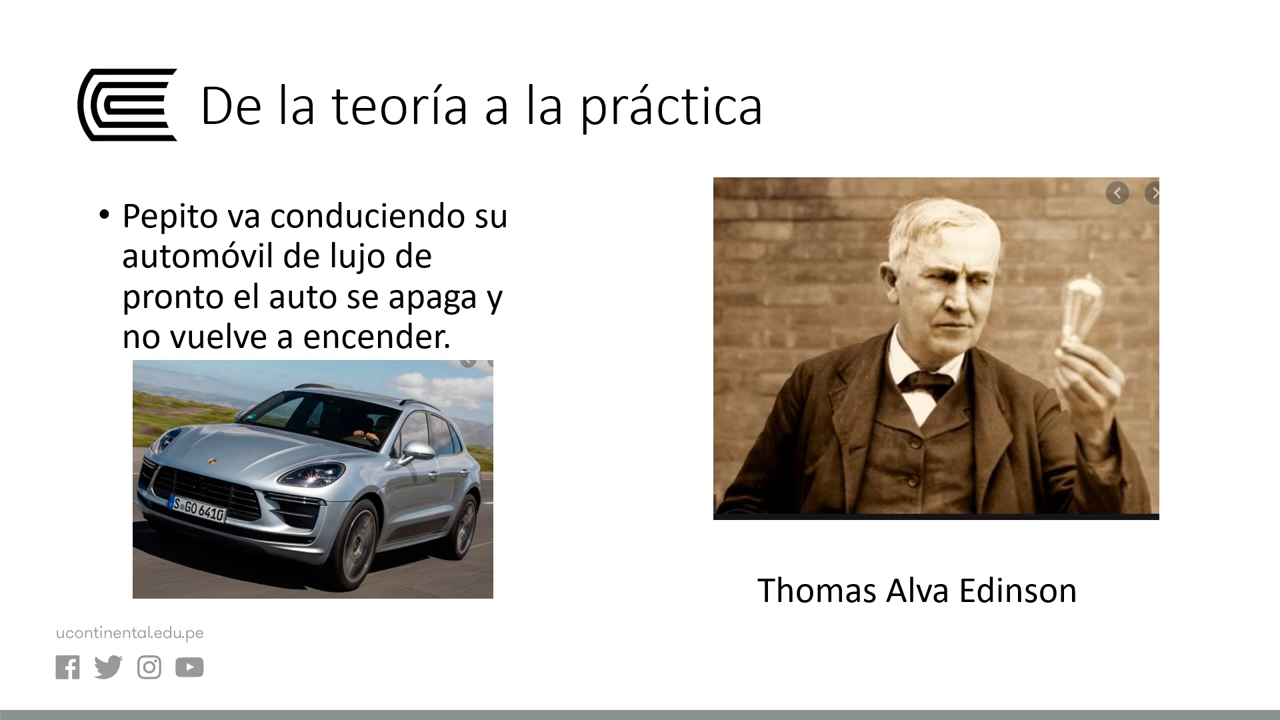 De la teoría a la práctica
• Pepito va conduciendo su
automóvil de lujo de
pronto el auto se apaga y
no vuelve a encender.
S GO 6410
Thomas Alva Edinson
ucontinental.edu.pe